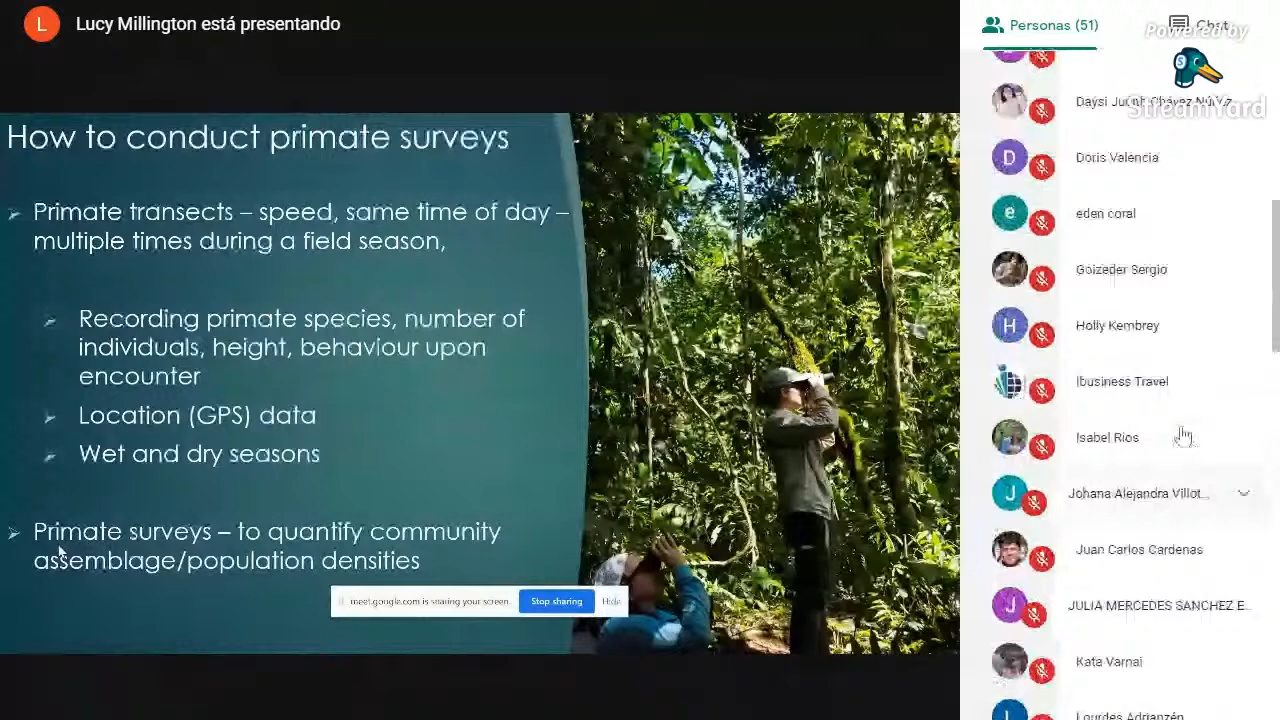 L
Lucy Millington está presentando
Personas (51)
Chat
Powered by
StreamYard
How to conduct primate surveys
Primate transects – speed, same time of day –
multiple times during a field season,
Recording primate species, number of
individuals, height, behaviour upon
encounter
Location (GPS) data
Wet and dry seasons
Primate surveys – to quantify community
assemblage/population densities
meet.google.com is sharing your screen.
Stop sharing
Hide
D
Doris Valencia
e
eden coral
Goizeder Sergio
H
Holly Kembrey
Ibusiness Travel
Isabel Rios
J
Johana Alejandra Villot...
Juan Carlos Cardenas
J
JULIA MERCEDES SANCHEZ E...
Kata Varnai
L
Lourdes Adrianzén